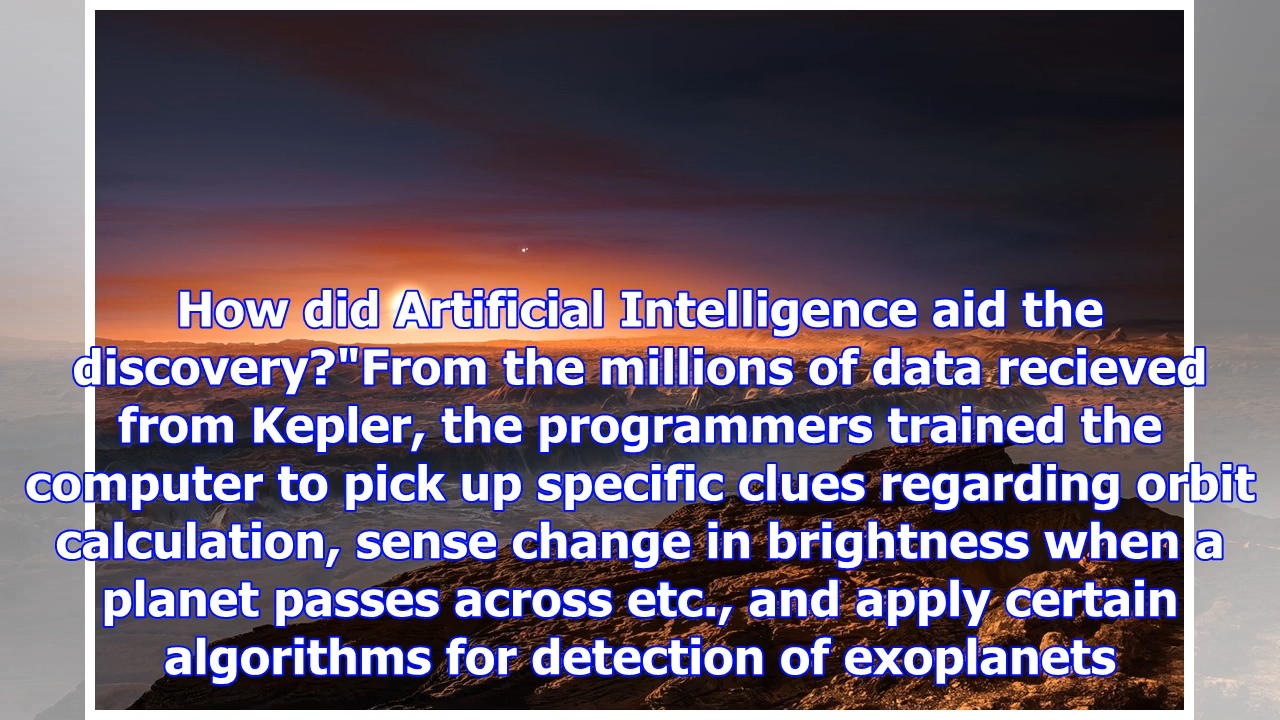 How did Artificial Intelligence aid the
discovery?"From the millions of data recieved
from Kepler, the programmers trained the
computer to pick up specific clues regarding orbit
calculation, sense change in brightness when a
planet passes across etc., and apply certain
algorithms for detection of exoplanets